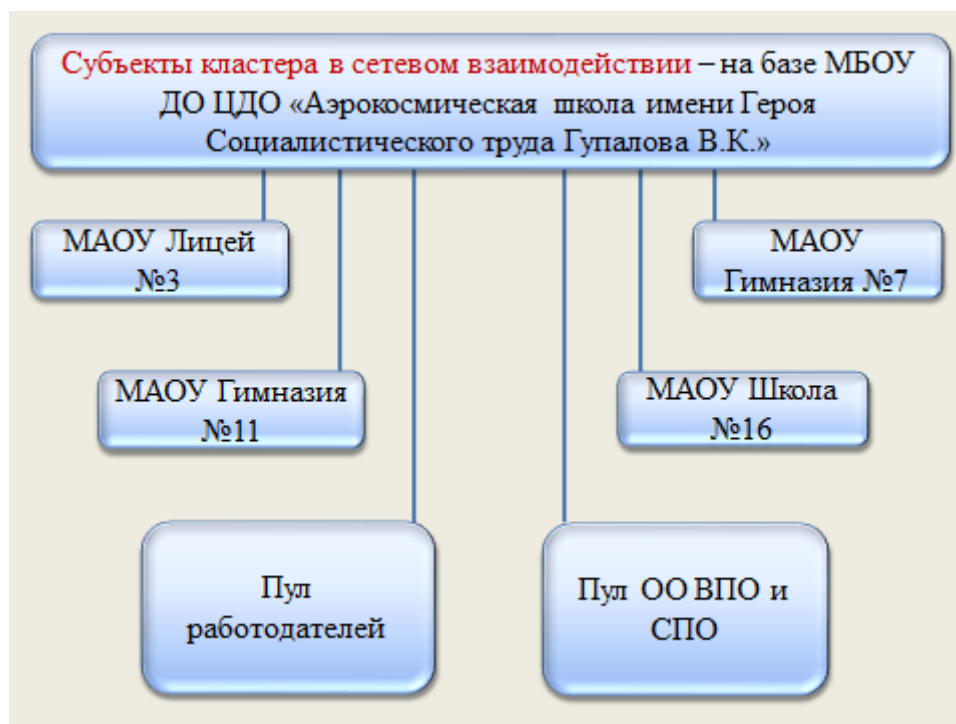 Субъекты кластера в сетевом взаимодействии – на базе МБОУ
ДО ЦДО «Аэрокосмическая школа имени Героя
Социалистического труда Гупалова В.К.»
МАОУ Лицей
№3
МАОУ
Гимназия №7
МАОУ Гимназия
№11
МАОУ Школа
№16
Пул
работодателей
Пул ОО ВПО и
СПО